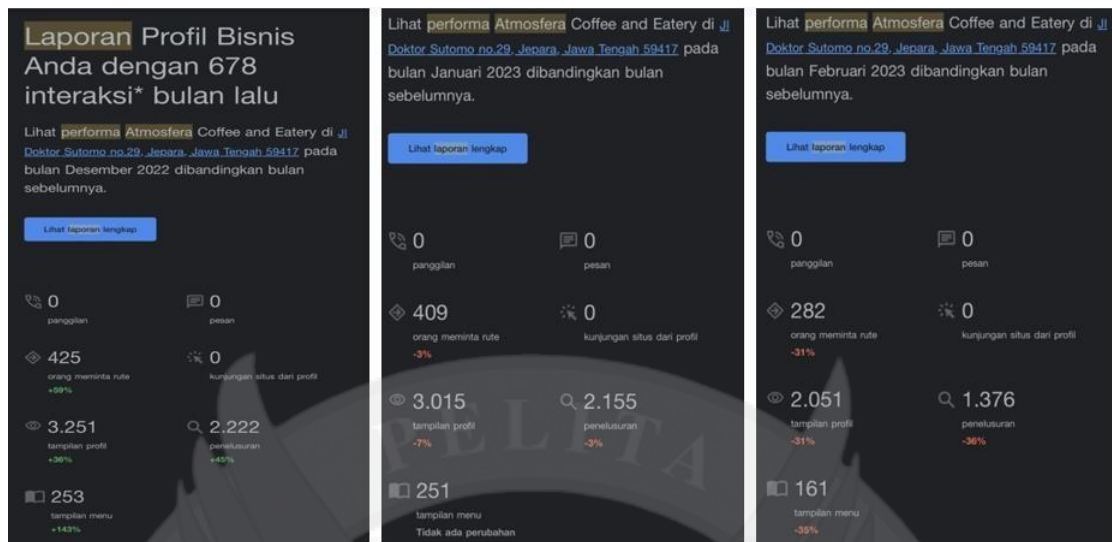 Laporan Profil Bisnis
Anda dengan 678
interaksi* bulan lalu
Lihat performa Atmosfera Coffee and Eatery di Jl
Doktor Sutomo no.29, Jepara, Jawa Tengah 59417 pada
bulan Desember 2022 dibandingkan bulan
sebelumnya.
Lihat laporan lengkap
0
panggilan
0
pesan
425
orang meminta rute
+59%
0
kunjungan situs dari profil
3.251
tampilan profil
+36%
2.222
penelusuran
+45%
253
tampilan menu
+143%
Lihat performa Atmosfera Coffee and Eatery di Jl
Doktor Sutomo no.29, Jepara, Jawa Tengah 59417 pada
bulan Januari 2023 dibandingkan bulan
sebelumnya.
Lihat laporan lengkap
0
panggilan
0
pesan
409
orang meminta rute
-3%
0
kunjungan situs dari profil
3.015
tampilan profil
-7%
2.155
penelusuran
-3%
251
tampilan menu
Tidak ada perubahan
Lihat performa Atmosfera Coffee and Eatery di Jl
Doktor Sutomo no.29, Jepara, Jawa Tengah 59417 pada
bulan Februari 2023 dibandingkan bulan
sebelumnya.
Lihat laporan lengkap
0
panggilan
0
pesan
282
orang meminta rute
-31%
0
kunjungan situs dari profil
2.051
tampilan profil
-31%
1.376
penelusuran
-36%
161
tampilan menu
-35%
PELITA